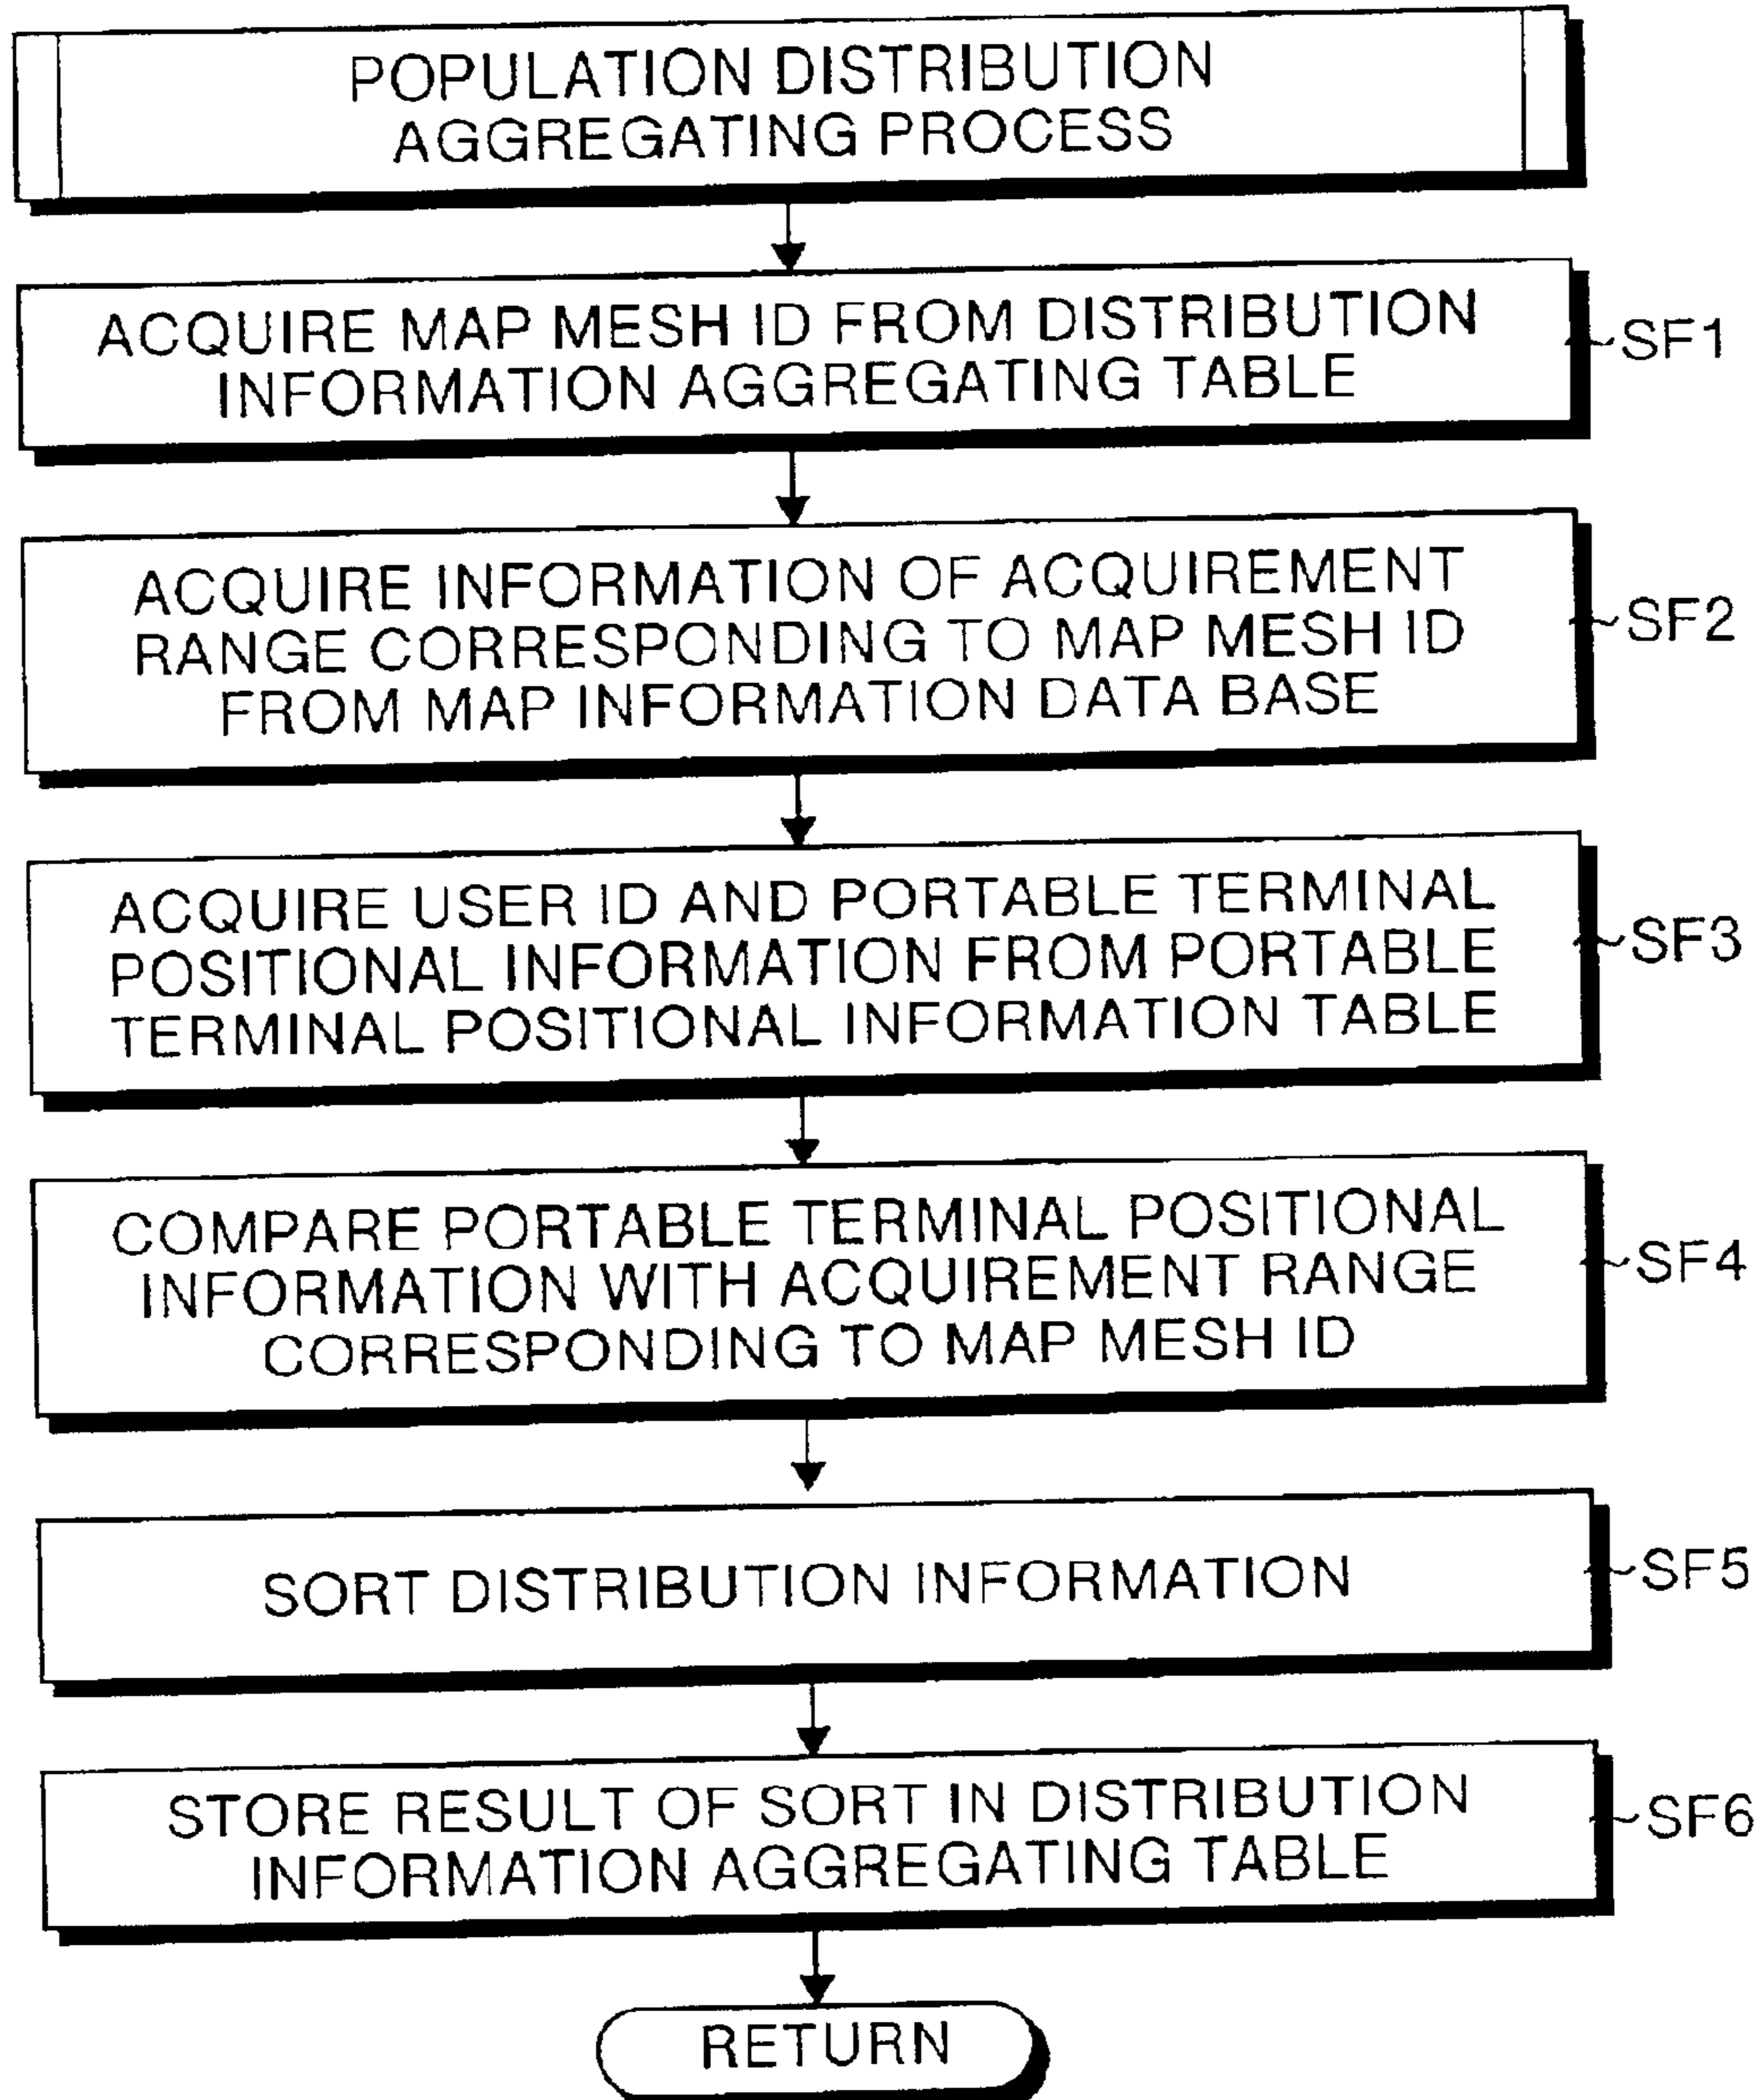 POPULATION DISTRIBUTION
AGGREGATING PROCESS
ACQUIRE MAP MESH ID FROM DISTRIBUTION
INFORMATION AGGREGATING TABLE
SF1
ACQUIRE INFORMATION OF ACQUIREMENT
RANGE CORRESPONDING TO MAP MESH ID
FROM MAP INFORMATION DATA BASE
SF2
ACQUIRE USER ID AND PORTABLE TERMINAL
POSITIONAL INFORMATION FROM PORTABLE
TERMINAL POSITIONAL INFORMATION TABLE
SF3
COMPARE PORTABLE TERMINAL POSITIONAL
INFORMATION WITH ACQUIREMENT RANGE
CORRESPONDING TO MAP MESH ID
SF4
SORT DISTRIBUTION INFORMATION
SF5
STORE RESULT OF SORT IN DISTRIBUTION
INFORMATION AGGREGATING TABLE
SF6
RETURN